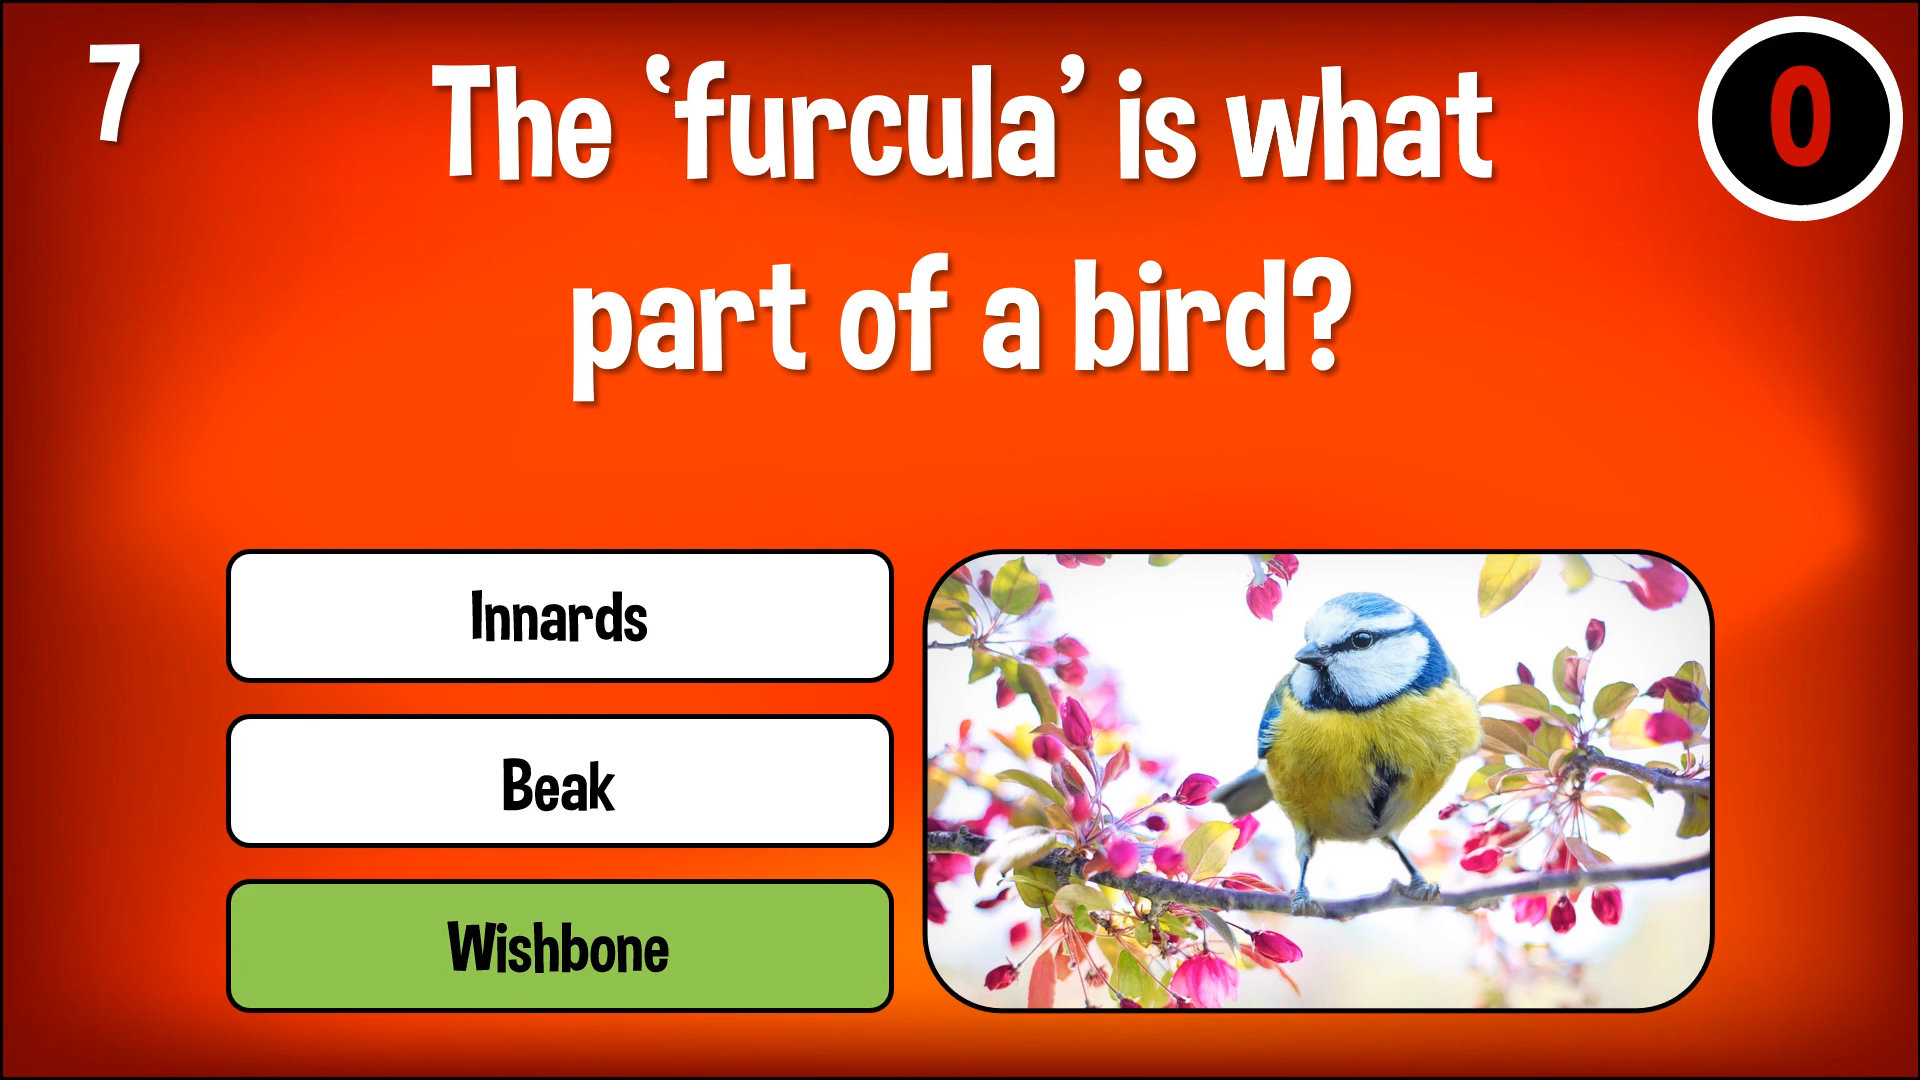 7
The ‘furcula’ is what
0
part of a bird?
Innards
Beak
Wishbone